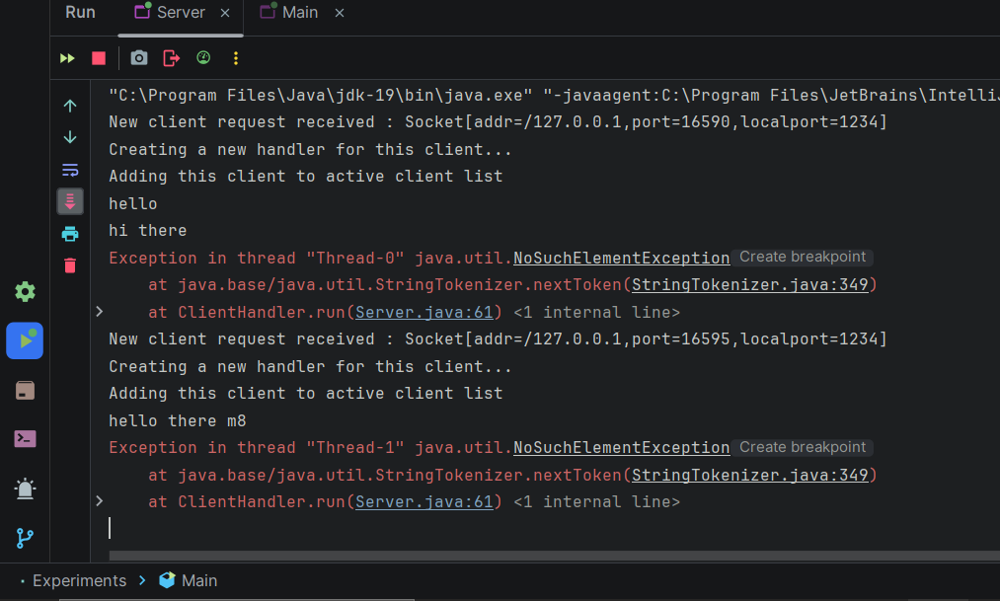 Run Server × Main ×
"C:\Program Files\Java\jdk-19\bin\java.exe" "-javaagent:C:\Program Files\JetBrains\IntelliJ
New client request received : Socket[addr=/127.0.0.1,port=16590,localport=1234]
Creating a new handler for this client...
Adding this client to active client list
hello
hi there
Exception in thread "Thread-0" java.util.NoSuchElementException Create breakpoint
at java.base/java.util.StringTokenizer.nextToken(StringTokenizer.java:349)
at ClientHandler.run(Server.java:61) <1 internal line>
New client request received : Socket[addr=/127.0.0.1,port=16595,localport=1234]
Creating a new handler for this client...
Adding this client to active client list
hello there m8
Exception in thread "Thread-1" java.util.NoSuchElementException Create breakpoint
at java.base/java.util.StringTokenizer.nextToken(StringTokenizer.java:349)
at ClientHandler.run(Server.java:61) <1 internal line>
Experiments > Main